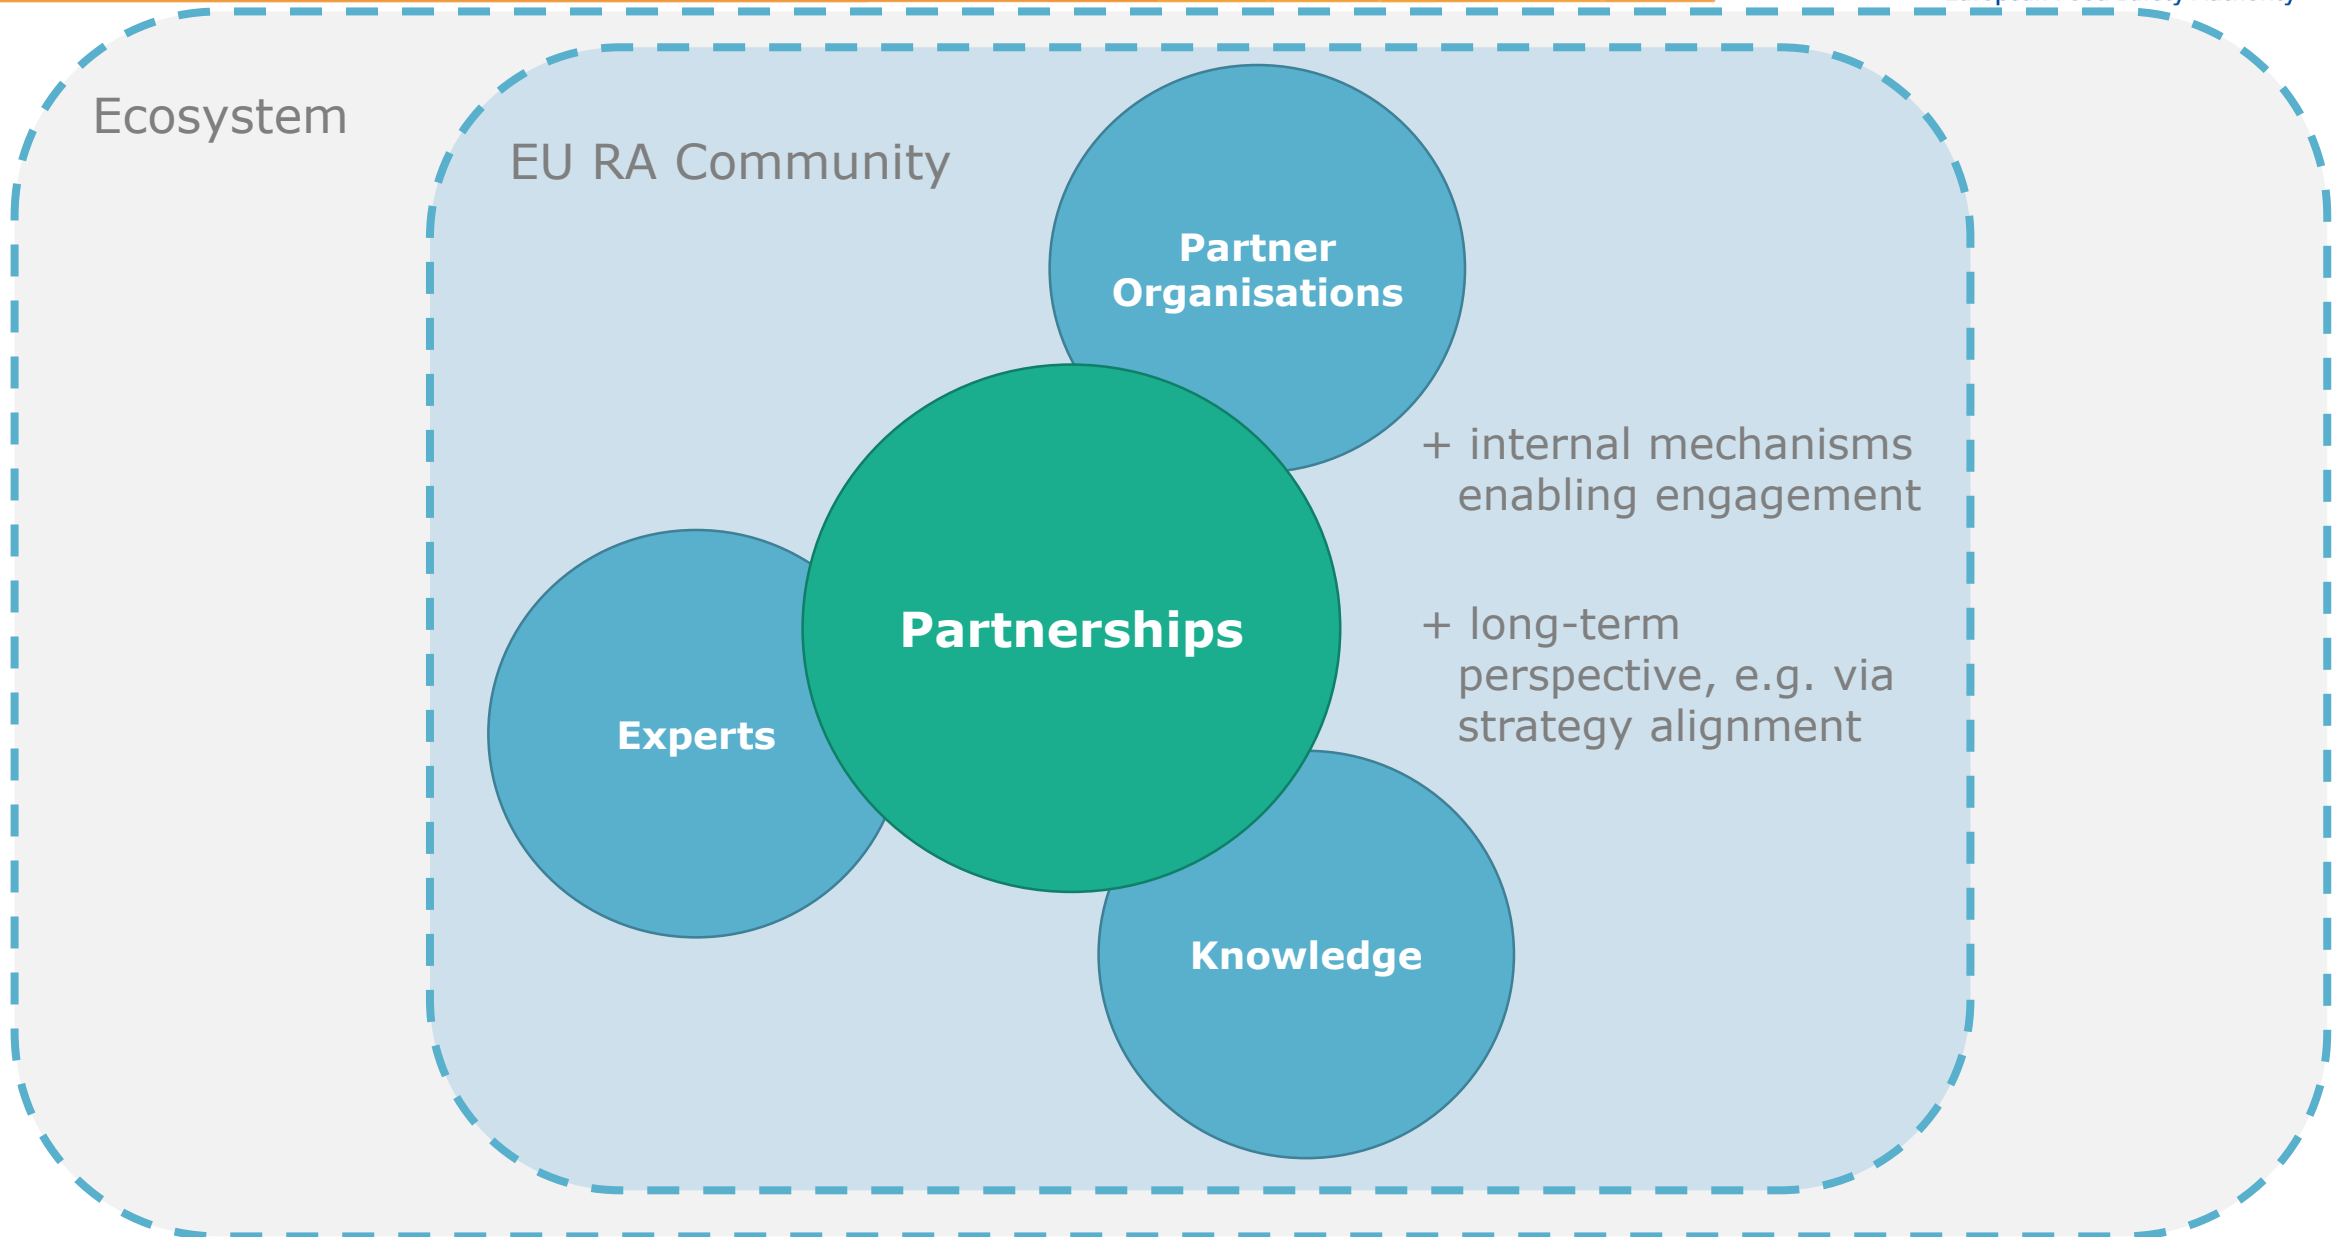 Ecosystem
EU RA Community
Partner
Organisations
+ internal mechanisms
enabling engagement
Partnerships
+ long-term
perspective, e.g. via
strategy alignment
Experts
Knowledge